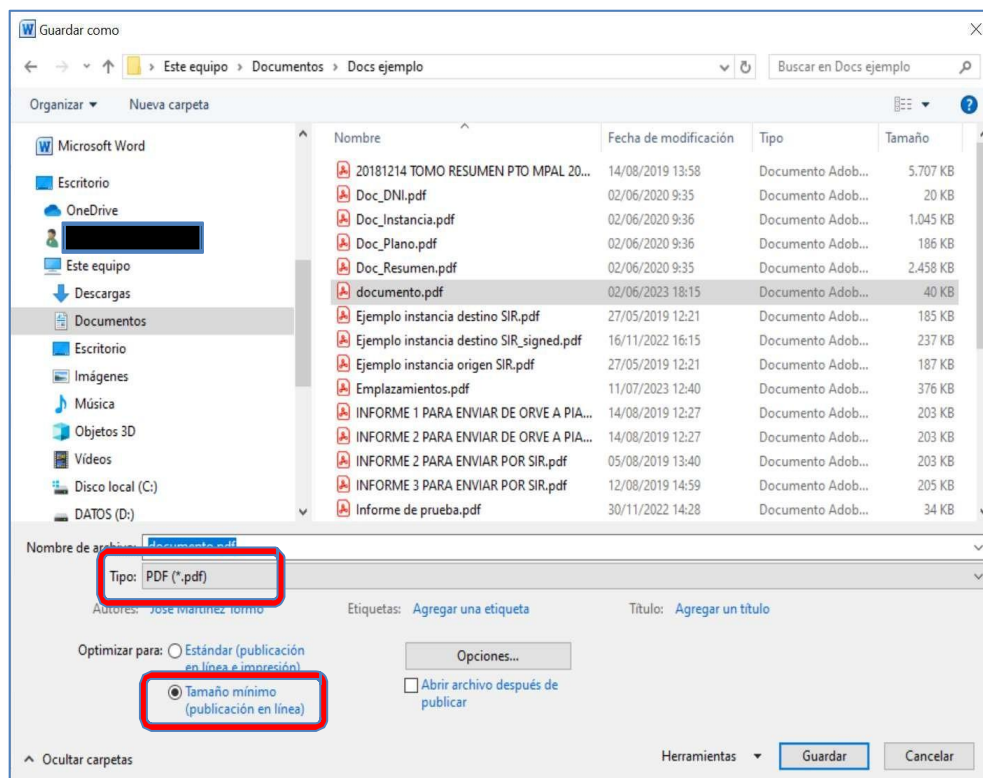 Guardar como
Este equipo > Documentos > Docs ejemplo
Buscar en Docs ejemplo
Organizar Nueva carpeta
Microsoft Word
Escritorio
OneDrive
Este equipo
Descargas
Documentos
Escritorio
Imágenes
Música
Objetos 3D
Vídeos
Disco local (C:)
DATOS (D:)
Nombre Fecha de modificación Tipo Tamaño
20181214 TOMO RESUMEN PTO MPAL 20... 14/08/2019 13:58 Documento Adob... 5.707 KB
Doc_DNI.pdf 02/06/2020 9:35 Documento Adob... 20 KB
Doc_Instancia.pdf 02/06/2020 9:36 Documento Adob... 1.045 KB
Doc_Plano.pdf 02/06/2020 9:36 Documento Adob... 186 KB
Doc_Resumen.pdf 02/06/2020 9:35 Documento Adob... 2.458 KB
documento.pdf 02/06/2023 18:15 Documento Adob... 40 KB
Ejemplo instancia destino SIR.pdf 27/05/2019 12:21 Documento Adob... 185 KB
Ejemplo instancia destino SIR_signed.pdf 16/11/2022 16:15 Documento Adob... 237 KB
Ejemplo instancia origen SIR.pdf 27/05/2019 12:21 Documento Adob... 187 KB
Emplazamientos.pdf 11/07/2023 12:40 Documento Adob... 376 KB
INFORME 1 PARA ENVIAR DE ORVE A PIA... 14/08/2019 12:27 Documento Adob... 203 KB
INFORME 2 PARA ENVIAR DE ORVE A PIA... 14/08/2019 12:27 Documento Adob... 203 KB
INFORME 2 PARA ENVIAR POR SIR.pdf 05/08/2019 13:40 Documento Adob... 203 KB
INFORME 3 PARA ENVIAR POR SIR.pdf 12/08/2019 14:59 Documento Adob... 205 KB
Informe de prueba.pdf 30/11/2022 14:28 Documento Adob... 34 KB
Nombre de archivo: documento.pdf
Tipo: PDF (*.pdf)
Autores: José Martínez Tormo Etiquetas: Agregar una etiqueta Título: Agregar un título
Optimizar para: Estándar (publicación
en línea e impresión)
Tamaño mínimo
(publicación en línea)
Opciones...
Abrir archivo después de
publicar
Ocultar carpetas
Herramientas Guardar Cancelar